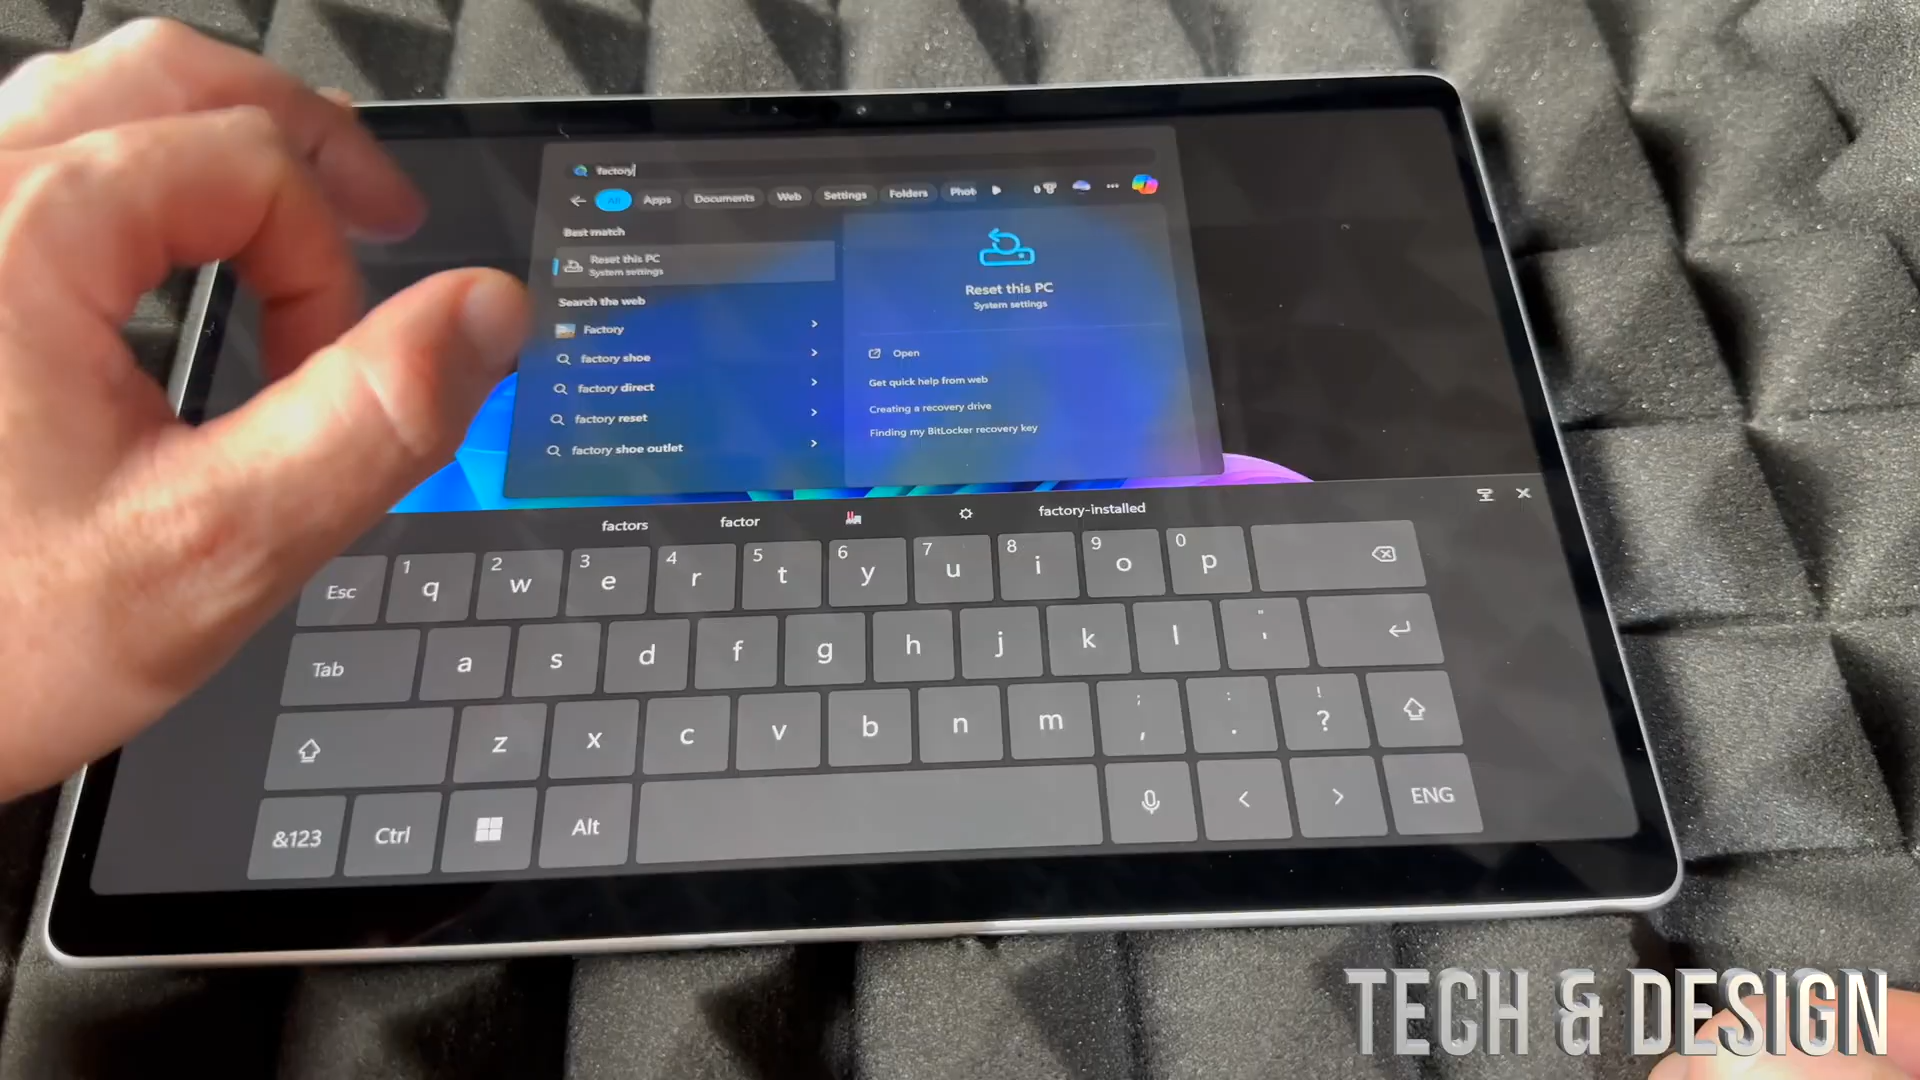 factory
All Apps Documents Web Settings Folders Phot 0
Best match
Reset this PC
System settings
Search the web
Factory
factory shoe
factory direct
factory reset
factory shoe outlet
Reset this PC
System settings
Open
Get quick help from web
Creating a recovery drive
Finding my BitLocker recovery key
factors factor factory-installed
Esc 1 q 2 w 3 e 4 r 5 t 6 y 7 u 8 i 9 o 0 p
Tab a s d f g h j k l " '
z x c v b n m ; , : . ! ?
&123 Ctrl Alt < > ENG
TECH & DESIGN